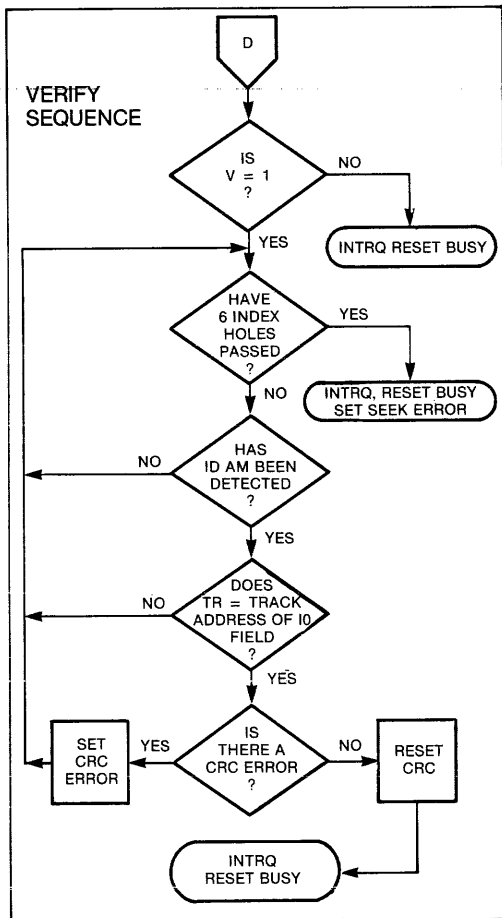 D
VERIFY
SEQUENCE
IS
V = 1
?
NO
INTRQ RESET BUSY
YES
HAVE
6 INDEX
HOLES
PASSED
?
YES
INTRQ, RESET BUSY
SET SEEK ERROR
NO
HAS
ID AM BEEN
DETECTED
?
NO
YES
DOES
TR = TRACK
ADDRESS OF I0
FIELD
?
NO
YES
IS
THERE A
CRC ERROR
?
YES
SET
CRC
ERROR
NO
RESET
CRC
INTRQ
RESET BUSY